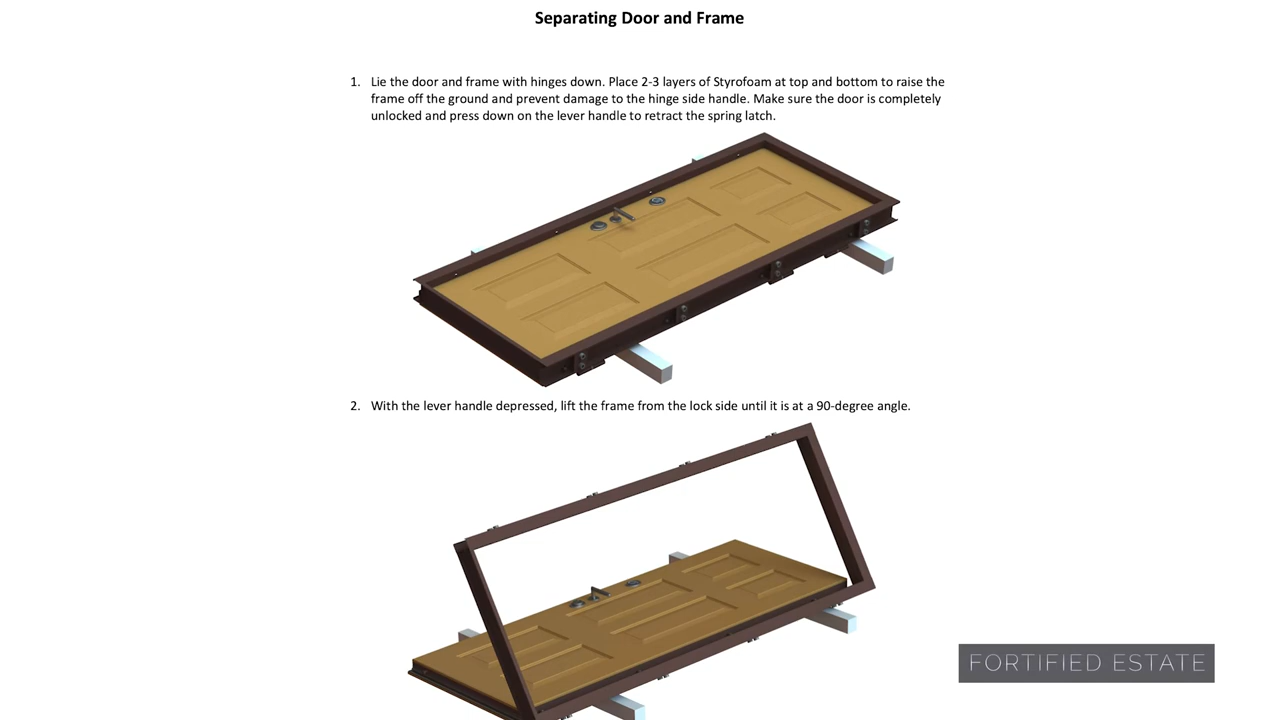 Separating Door and Frame
1. Lie the door and frame with hinges down. Place 2-3 layers of Styrofoam at top and bottom to raise the
frame off the ground and prevent damage to the hinge side handle. Make sure the door is completely
unlocked and press down on the lever handle to retract the spring latch.
2. With the lever handle depressed, lift the frame from the lock side until it is at a 90-degree angle.
FORTIFIED ESTATE